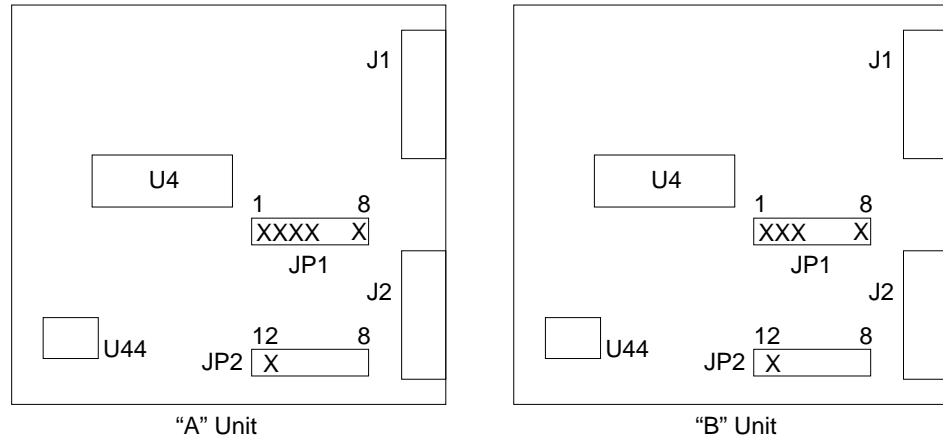 J1
U4
1 8
XXXX X
JP1
J2
U44
12 8
JP2 X
“A” Unit
J1
U4
1 8
XXX X
JP1
J2
U44
12 8
JP2 X
“B” Unit